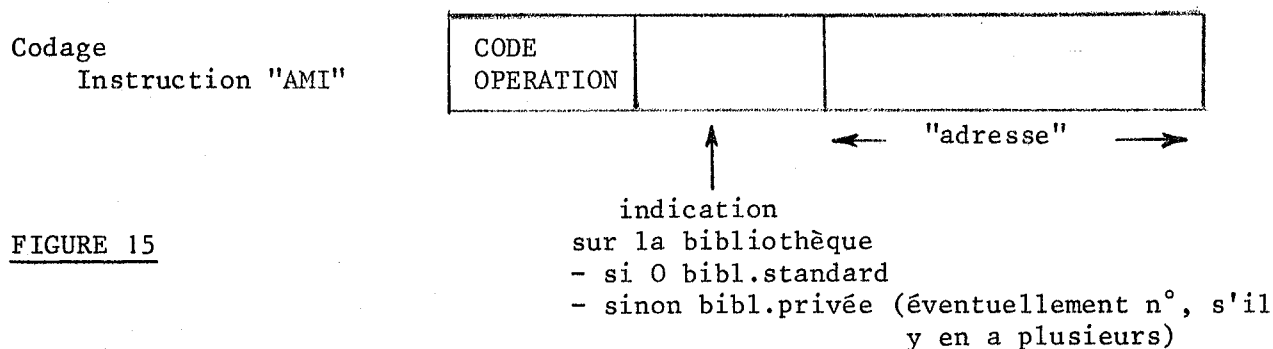 Codage
Instruction "AMI"
CODE
OPERATION
"adresse"
indication
sur la bibliothèque
- si 0 bibl.standard
- sinon bibl.privée (éventuellement n°, s'il
y en a plusieurs)
FIGURE 15